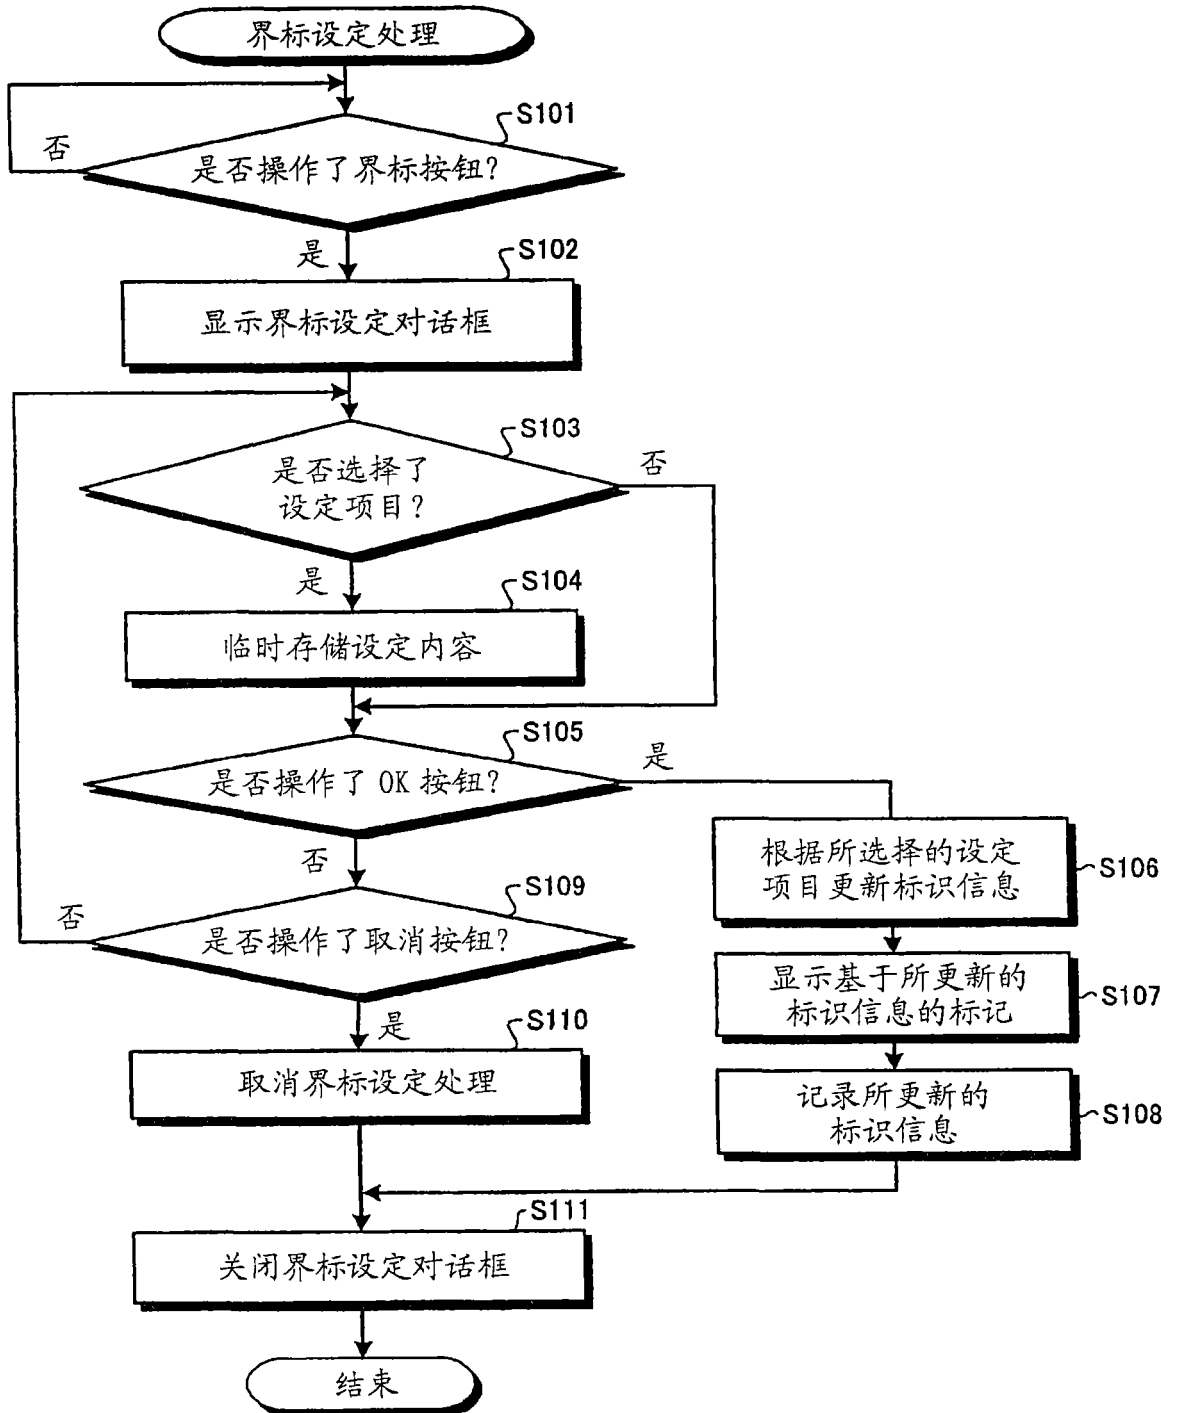 界标设定处理
S101
否
是否操作了界标按钮?
是
S102
显示界标设定对话框
S103
是否选择了
设定项目?
否
是
S104
临时存储设定内容
S105
是否操作了 OK 按钮?
是
否
根据所选择的设定
项目更新标识信息
S106
S109
否
是否操作了取消按钮?
显示基于所更新的
标识信息的标记
S107
是
S110
取消界标设定处理
记录所更新的
标识信息
S108
S111
关闭界标设定对话框
结束